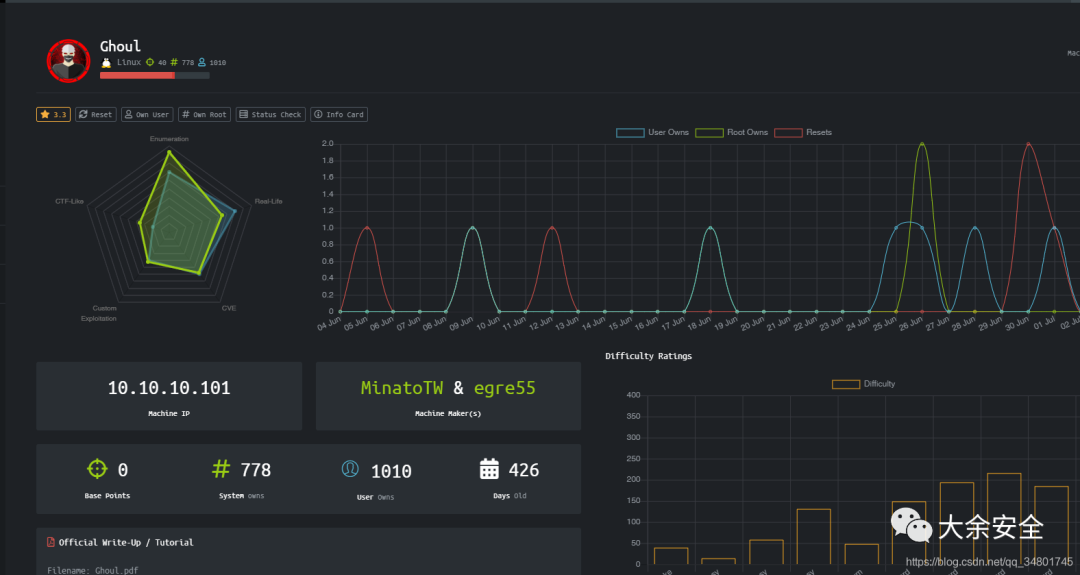 Ghoul
Linux 40 # 778 1010
Mac
3.3 Reset Own User # Own Root Status Check Info Card
Enumeration
CTF-Like
Real-Life
Custom
Exploitation
CVE
User Owns Root Owns Resets
2.0
1.8
1.6
1.4
1.2
1.0
0.8
0.6
0.4
0.2
0
04 Jun 05 Jun 06 Jun 07 Jun 08 Jun 09 Jun 10 Jun 11 Jun 12 Jun 13 Jun 14 Jun 15 Jun 16 Jun 17 Jun 18 Jun 19 Jun 20 Jun 21 Jun 22 Jun 23 Jun 24 Jun 25 Jun 26 Jun 27 Jun 28 Jun 29 Jun 30 Jun 01 Jul 02 Ju
10.10.10.101
Machine IP
MinatoTW & egre55
Machine Maker(s)
0
Base Points
# 778
System owns
1010
User Owns
426
Days Old
Official Write-Up / Tutorial
Filename: Ghoul.pdf
Difficulty Ratings
Difficulty
400
350
300
250
200
150
100
50
0
大余安全
https://blog.csdn.net/qq_34801745